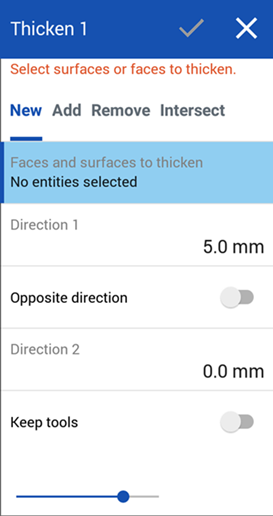 Thicken 1
Select surfaces or faces to thicken.
New Add Remove Intersect
Faces and surfaces to thicken
No entities selected
Direction 1
5.0 mm
Opposite direction
Direction 2
0.0 mm
Keep tools